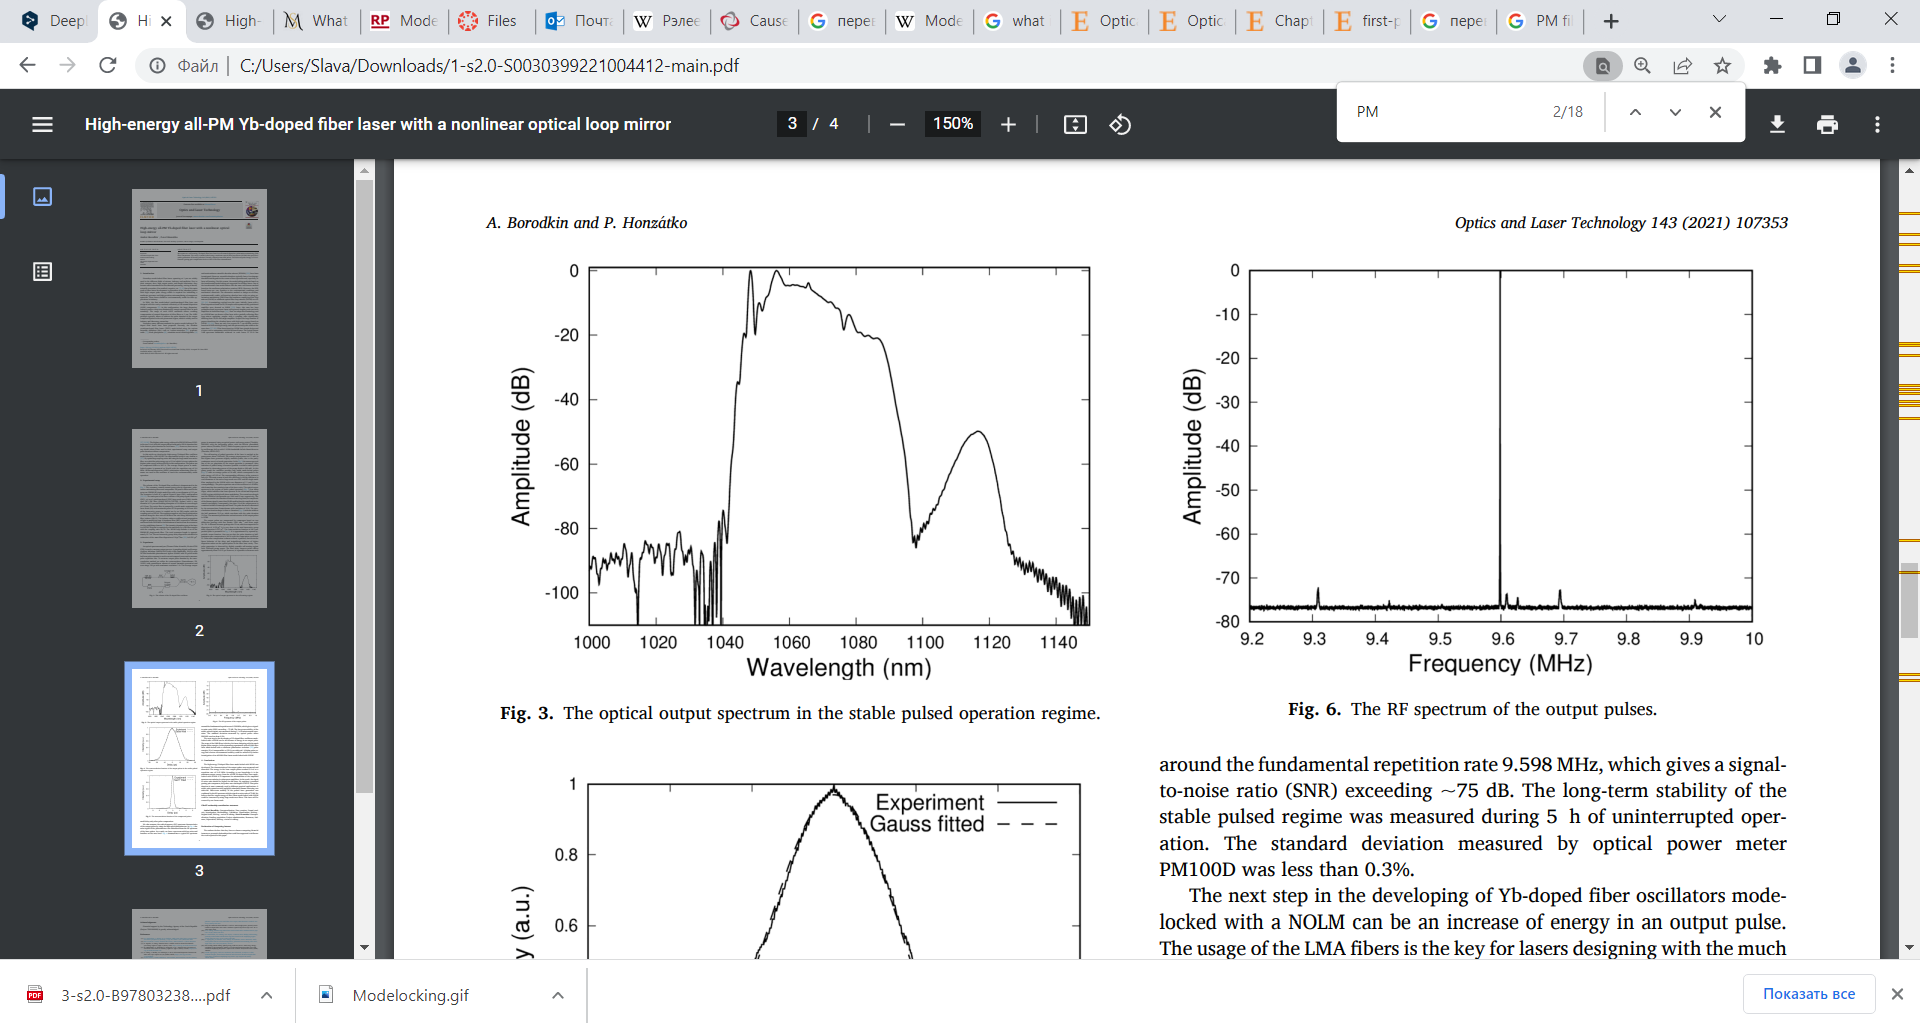 Deepl
Hi
High-
What
Mode
Files
Почта
Рэлее
Cause
перев
Mode
what
Optic
Optic
Chapt
first-p
перев
PM fi
Файл
C:/Users/Slava/Downloads/1-s2.0-S0030399221004412-main.pdf
High-energy all-PM Yb-doped fiber laser with a nonlinear optical loop mirror
3 / 4
150%
PM 2/18
1
2
3
A. Borodkin and P. Honzátko
Optics and Laser Technology 143 (2021) 107353
0
-20
-40
-60
-80
-100
Amplitude (dB)
1000 1020 1040 1060 1080 1100 1120 1140
Wavelength (nm)
Fig. 3. The optical output spectrum in the stable pulsed operation regime.
1
0.8
0.6
y (a.u.)
Experiment
Gauss fitted
0
-10
-20
-30
-40
-50
-60
-70
-80
Amplitude (dB)
9.2 9.3 9.4 9.5 9.6 9.7 9.8 9.9 10
Frequency (MHz)
Fig. 6. The RF spectrum of the output pulses.
around the fundamental repetition rate 9.598 MHz, which gives a signal-
to-noise ratio (SNR) exceeding ~75 dB. The long-term stability of the
stable pulsed regime was measured during 5 h of uninterrupted oper-
ation. The standard deviation measured by optical power meter
PM100D was less than 0.3%.
The next step in the developing of Yb-doped fiber oscillators mode-
locked with a NOLM can be an increase of energy in an output pulse.
The usage of the LMA fibers is the key for lasers designing with the much
3-s2.0-B97803238....pdf
Modelocking.gif
Показать все